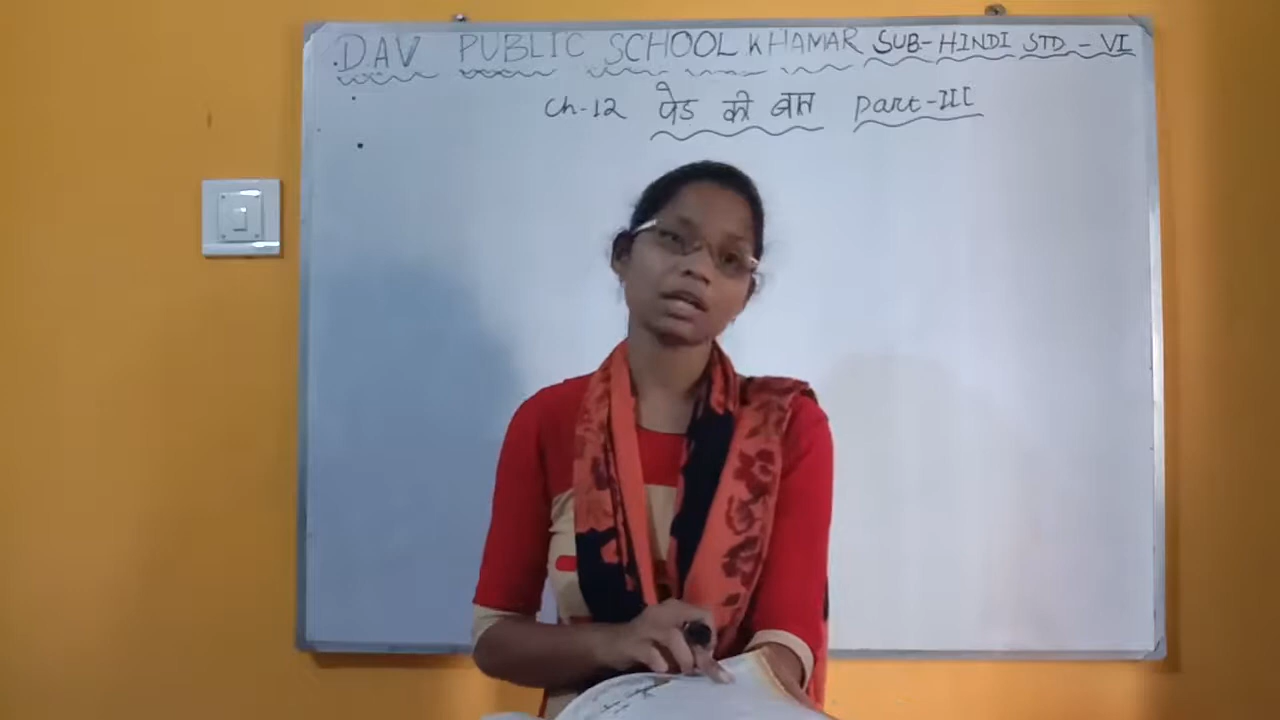 DAV PUBLIC SCHOOL KHAMAR SUB-HINDI STD-VI
Ch-12 पेड की बात Part-III